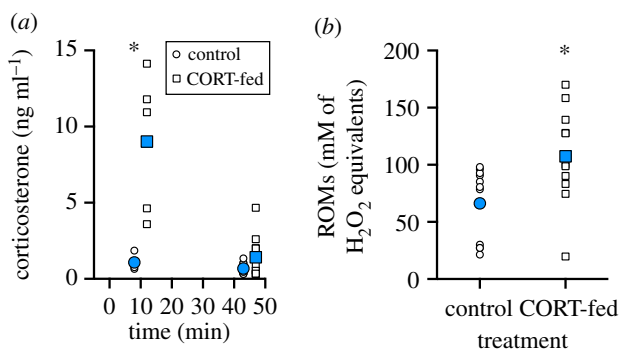 (a)
*
control
CORT-fed
corticosterone (ng ml−1)
15
10
5
0
0 10 20 30 40 50
time (min)
(b)
*
ROMs (mM of
H2O2 equivalents)
200
150
100
50
0
control CORT-fed
treatment